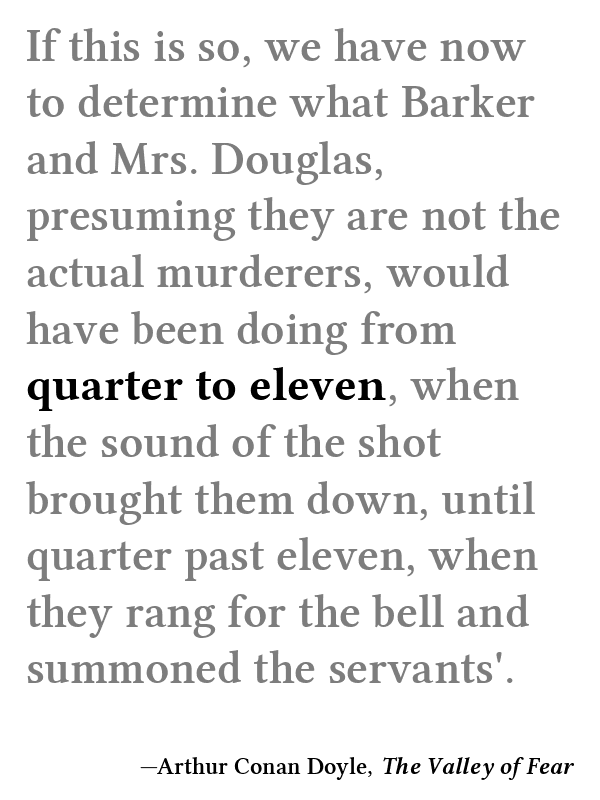 If this is so, we have now
to determine what Barker
and Mrs. Douglas,
presuming they are not the
actual murderers, would
have been doing from
quarter to eleven, when
the sound of the shot
brought them down, until
quarter past eleven, when
they rang for the bell and
summoned the servants'.
—Arthur Conan Doyle, The Valley of Fear